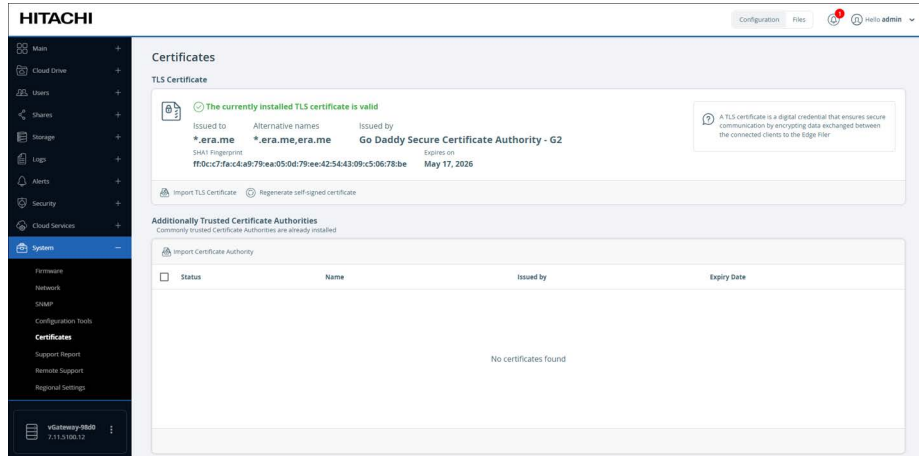 HITACHI
Configuration Files 1 Hello admin
Main
Cloud Drive
Users
Shares
Storage
Logs
Alerts
Security
Cloud Services
System
Firmware
Network
SNMP
Configuration Tools
Certificates
Support Report
Remote Support
Regional Settings
vGateway-98d0
7.11.5100.12
Certificates
TLS Certificate
The currently installed TLS certificate is valid
Issued to Alternative names Issued by
*.era.me *.era.me,era.me Go Daddy Secure Certificate Authority - G2
SHA1 Fingerprint Expires on
ff:0c:c7:fa:c4:a9:79:ea:05:0d:79:ee:42:54:43:09:c5:06:78:be May 17, 2026
A TLS certificate is a digital credential that ensures secure
communication by encrypting data exchanged between
the connected clients to the Edge Filer
Import TLS Certificate Regenerate self-signed certificate
Additionally Trusted Certificate Authorities
Commonly trusted Certificate Authorities are already installed
Import Certificate Authority
Status Name Issued by Expiry Date
No certificates found